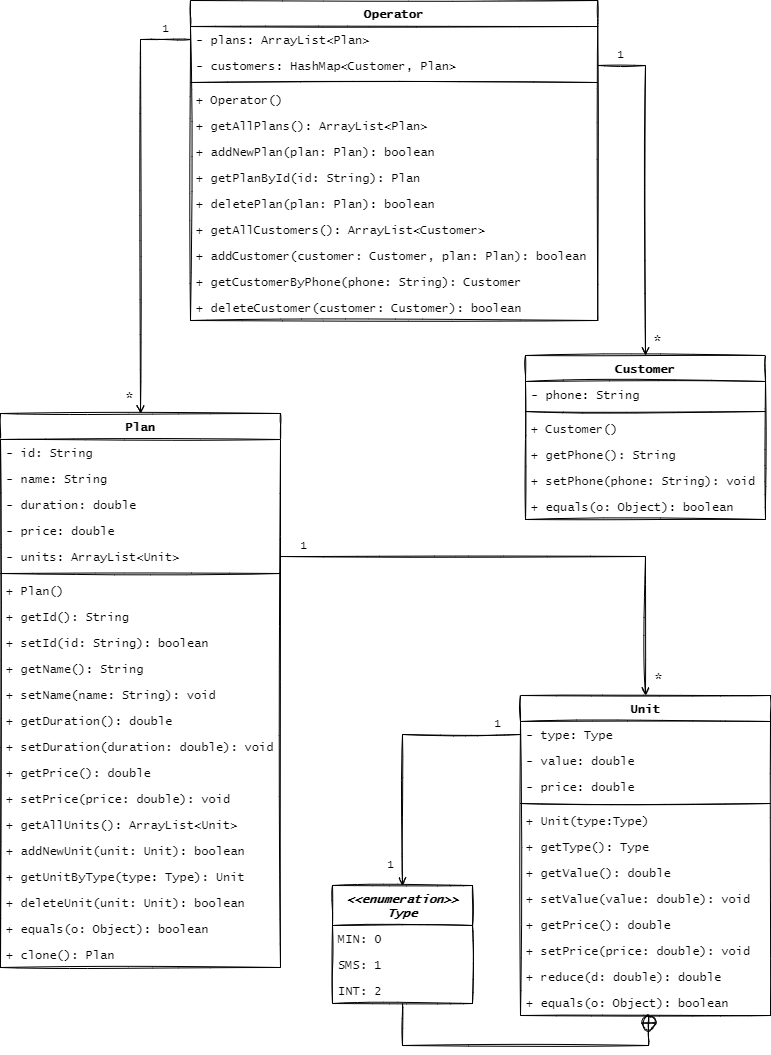 Operator
1
- plans: ArrayList<Plan>
- customers: HashMap<Customer, Plan>
1
+ Operator()
+ getAllPlans(): ArrayList<Plan>
+ addNewPlan(plan: Plan): boolean
+ getPlanById(id: String): Plan
+ deletePlan(plan: Plan): boolean
+ getAllCustomers(): ArrayList<Customer>
+ addCustomer(customer: Customer, plan: Plan): boolean
+ getCustomerByPhone(phone: String): Customer
+ deleteCustomer(customer: Customer): boolean
*
Customer
- phone: String
+ Customer()
+ getPhone(): String
+ setPhone(phone: String): void
+ equals(o: Object): boolean
*
Plan
- id: String
- name: String
- duration: double
- price: double
- units: ArrayList<Unit>
1
+ Plan()
+ getId(): String
+ setId(id: String): boolean
+ getName(): String
+ setName(name: String): void
+ getDuration(): double
+ setDuration(duration: double): void
+ getPrice(): double
+ setPrice(price: double): void
+ getAllUnits(): ArrayList<Unit>
+ addNewUnit(unit: Unit): boolean
+ getUnitByType(type: Type): Unit
+ deleteUnit(unit: Unit): boolean
+ equals(o: Object): boolean
+ clone(): Plan
*
Unit
1
- type: Type
- value: double
- price: double
+ Unit(type:Type)
+ getType(): Type
+ getValue(): double
+ setValue(value: double): void
+ getPrice(): double
+ setPrice(price: double): void
+ reduce(d: double): double
+ equals(o: Object): boolean
1
<<enumeration>>
Type
MIN: 0
SMS: 1
INT: 2